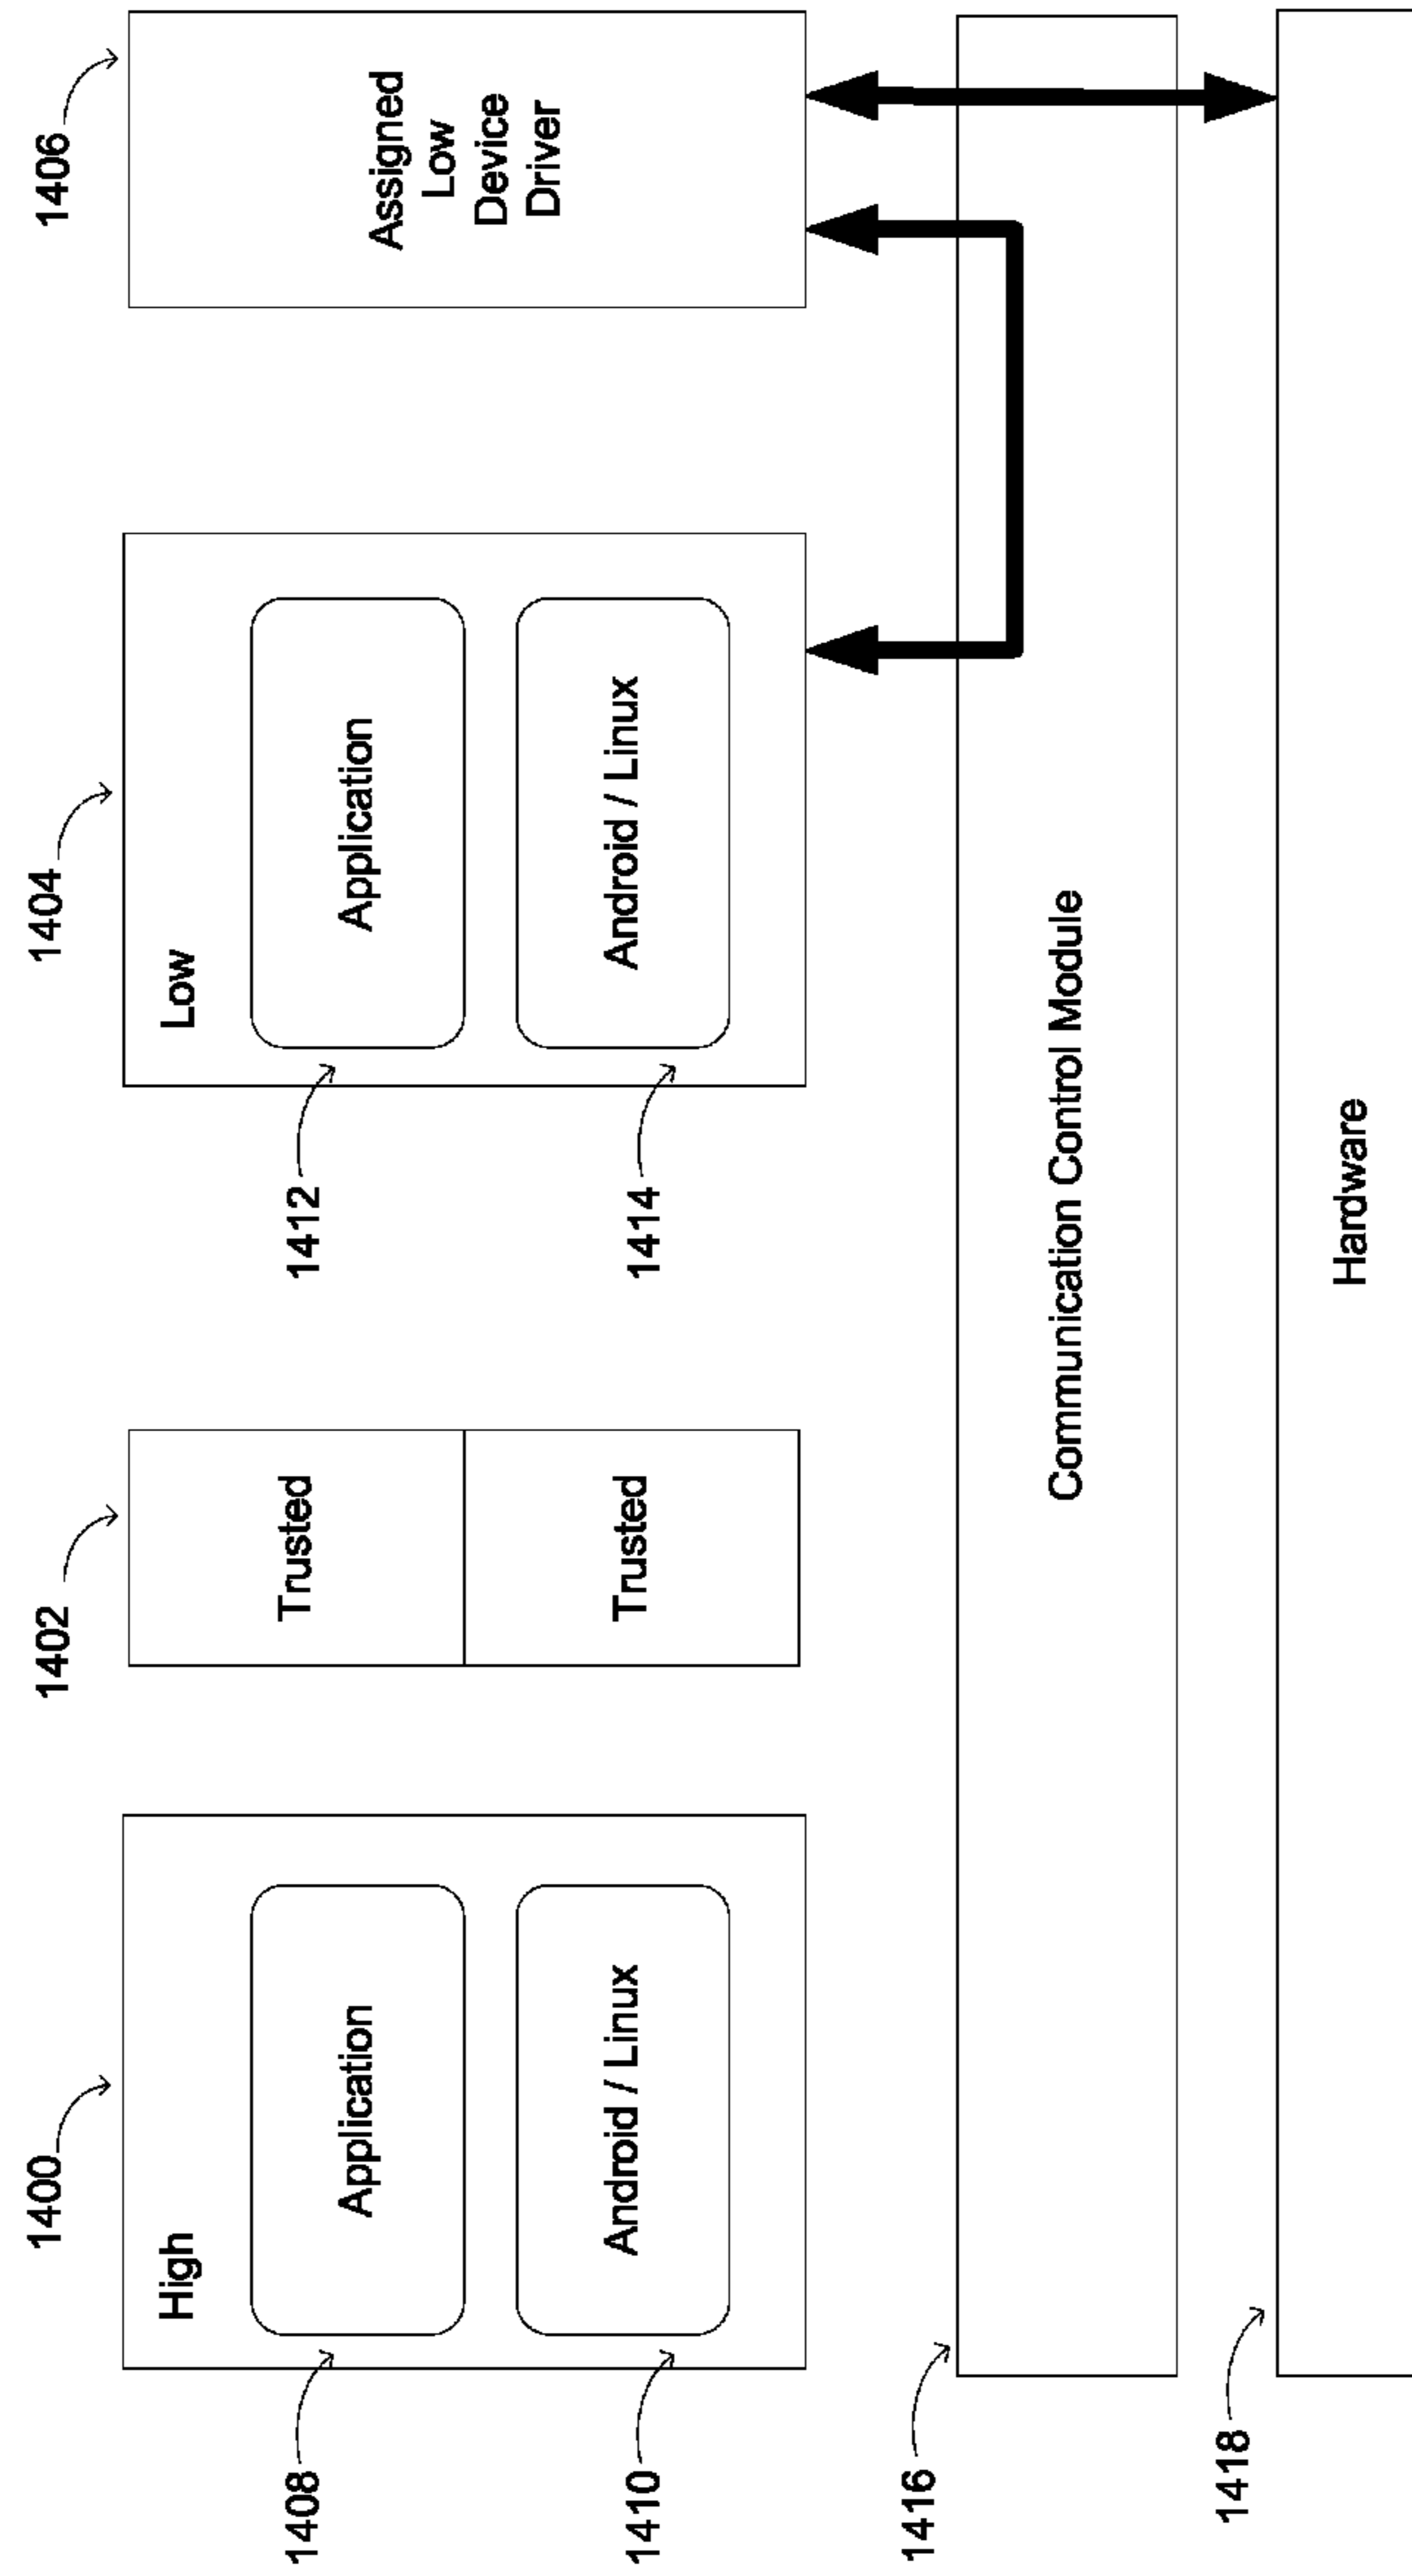 1400
1402
1404
1406
High
Trusted
Low
Assigned
Low
Device
Driver
1408
Application
1412
Application
1410
Android / Linux
Trusted
1414
Android / Linux
1416
Communication Control Module
1418
Hardware